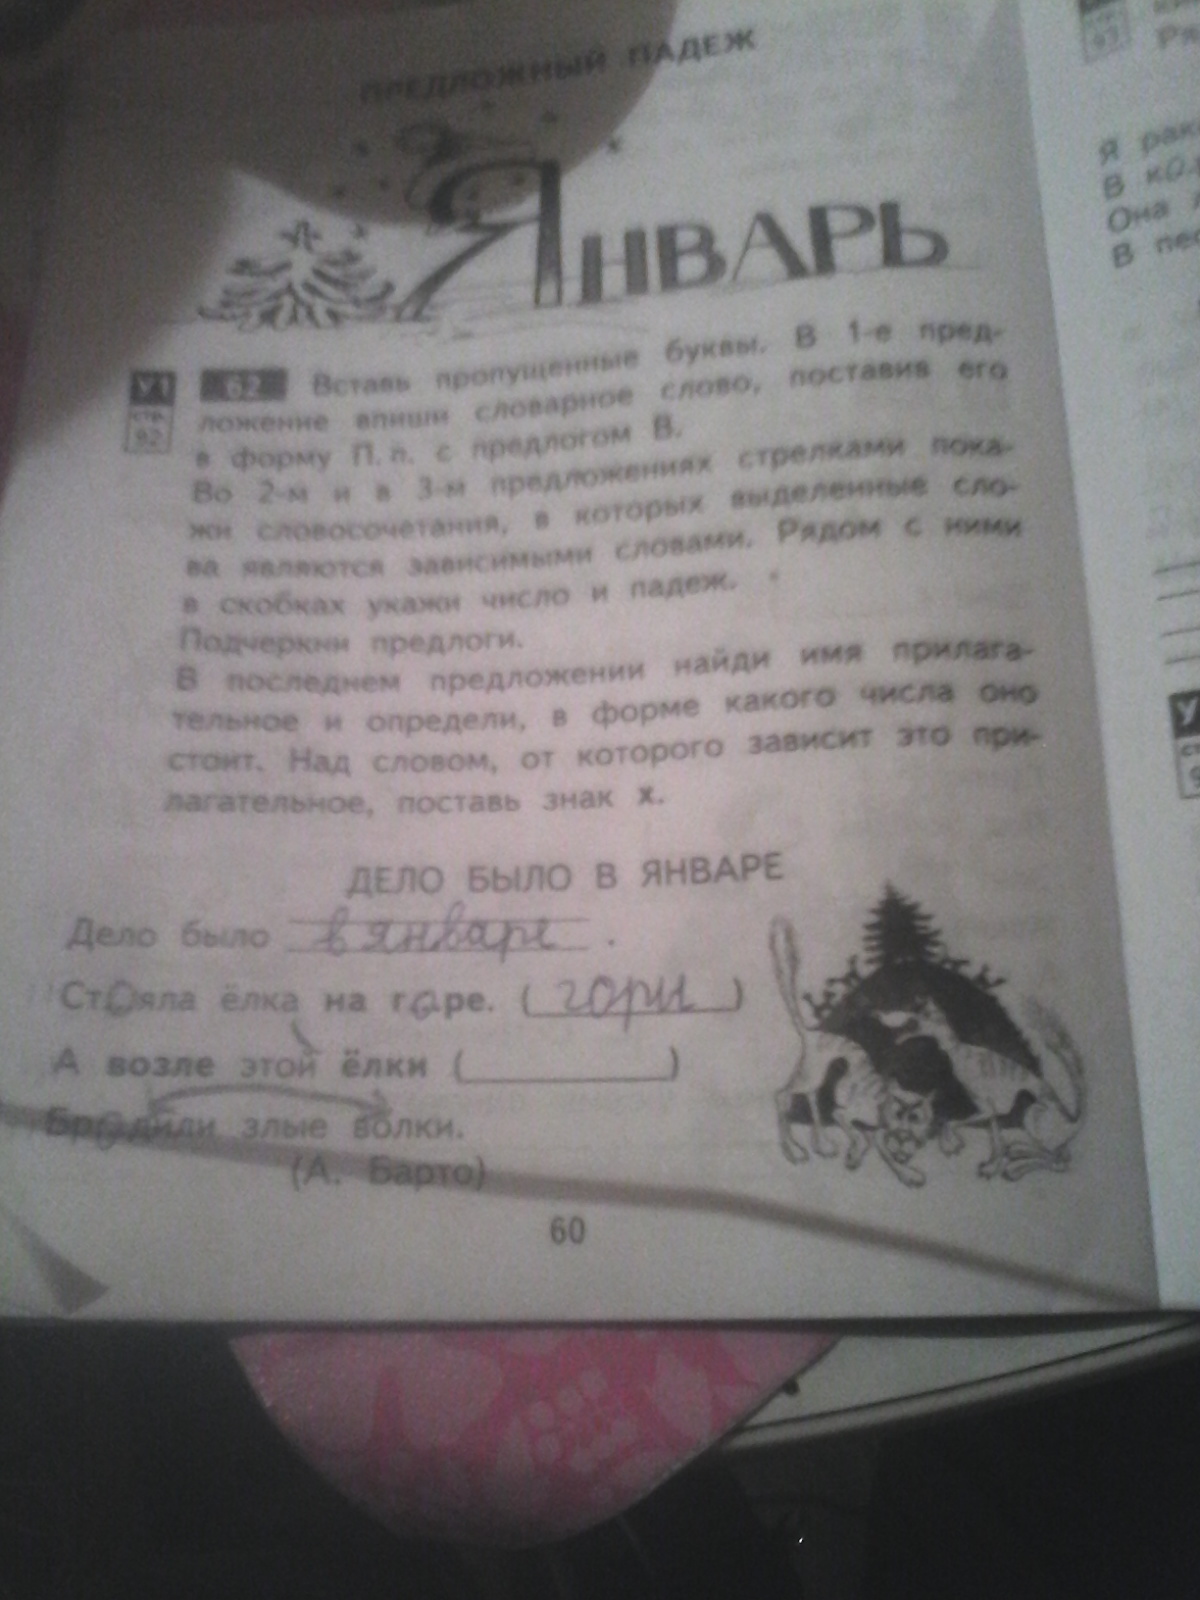 ПРЕДЛОЖНЫЙ ПАДЕЖ
ЯНВАРЬ
У1 62 Вставь пропущенные буквы. В 1-е пред-
стр. 92 ложение впиши словарное слово, поставив его
в форму П. п. с предлогом В.
Во 2-м и в 3-м предложениях стрелками пока-
жи словосочетания, в которых выделенные сло-
ва являются зависимыми словами. Рядом с ними
в скобках укажи число и падеж.
Подчеркни предлоги.
В последнем предложении найди имя прилага-
тельное и определи, в форме какого числа оно
стоит. Над словом, от которого зависит это при-
лагательное, поставь знак х.
ДЕЛО БЫЛО В ЯНВАРЕ
Дело было в январе .
Стояла ёлка на горе. ( гори )
А возле этой ёлки ( )
Бродили злые волки.
(А. Барто)
60
Я рак
В ко
Она
В пе
У